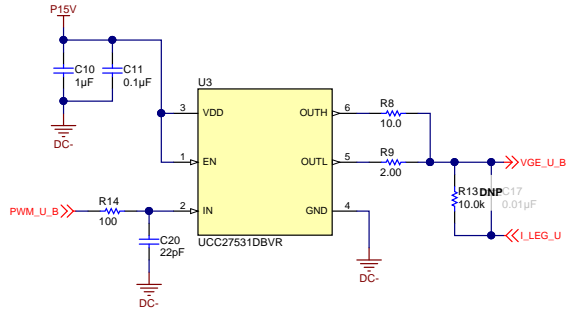 P15V
C10
1µF
C11
0.1µF
DC-
U3
3
VDD
OUTH
6
R8
10.0
1
EN
OUTL
5
R9
2.00
VGE_U_B
R13
10.0k
DNP
C17
0.01µF
PWM_U_B
R14
100
2
IN
GND
4
I_LEG_U
C20
22pF
UCC27531DBVR
DC-
DC-